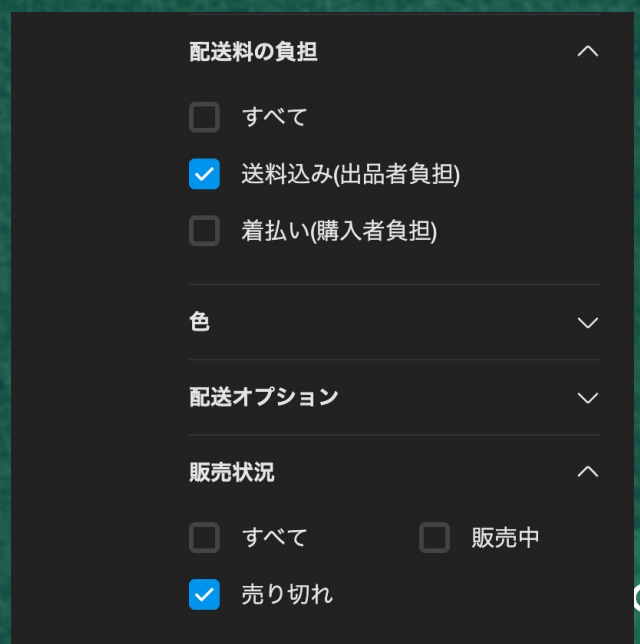 配送料の負担
すべて
送料込み(出品者負担)
着払い(購入者負担)
色
配送オプション
販売状況
すべて 販売中
売り切れ